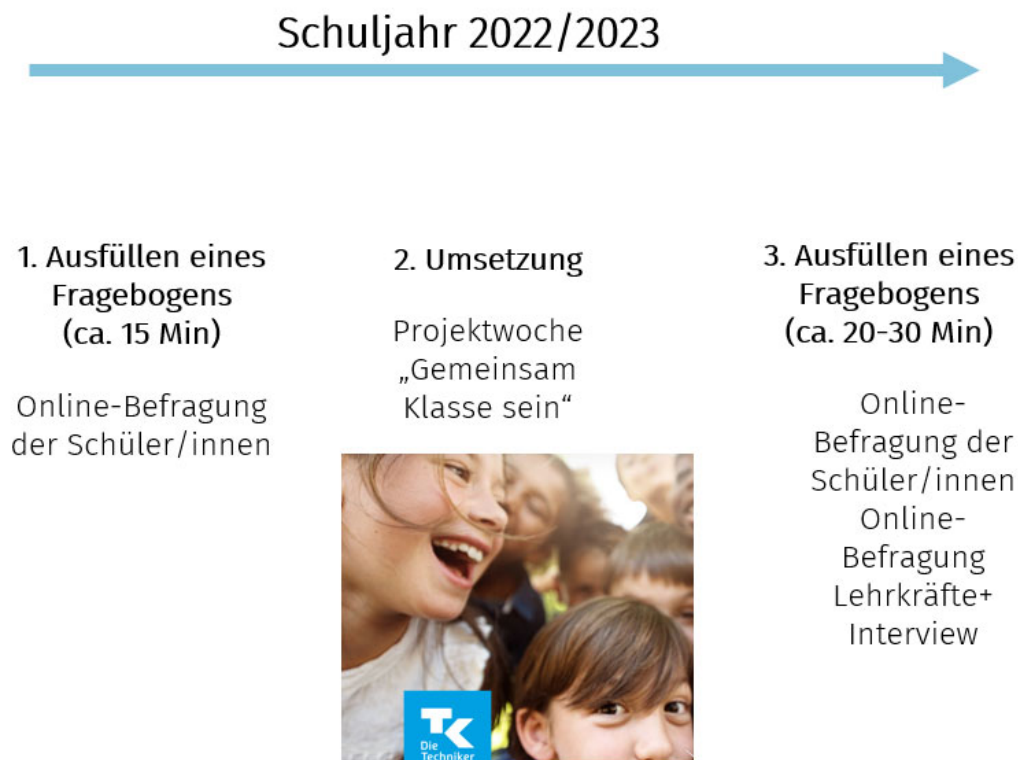 Schuljahr 2022/2023
1. Ausfüllen eines
Fragebogens
(ca. 15 Min)
Online-Befragung
der Schüler/innen
2. Umsetzung
Projektwoche
„Gemeinsam
Klasse sein“
TK
Die
Techniker
3. Ausfüllen eines
Fragebogens
(ca. 20-30 Min)
Online-
Befragung der
Schüler/innen
Online-
Befragung
Lehrkräfte+
Interview